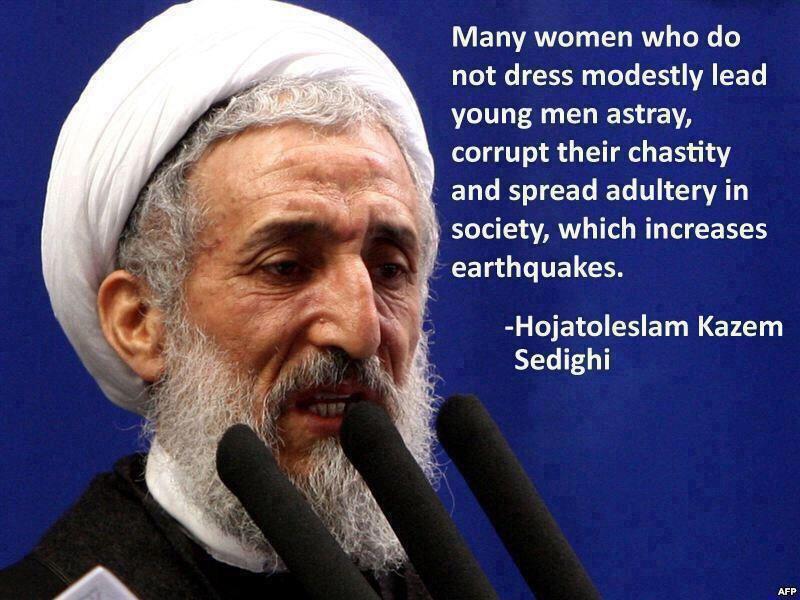 Many women who do
not dress modestly lead
young men astray,
corrupt their chastity
and spread adultery in
society, which increases
earthquakes.
-Hojatoleslam Kazem
Sedighi
AFP